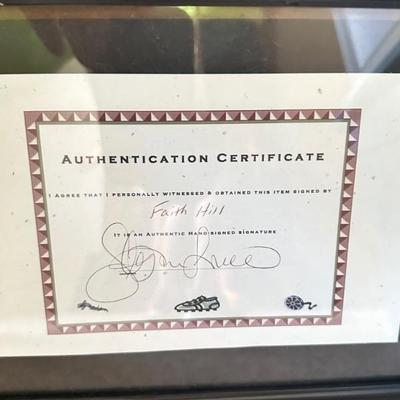 AUTHENTICATION CERTIFICATE
I AGREE THAT I PERSONALLY WITNESSED & OBTAINED THIS ITEM SIGNED BY
Faith Hill
IT IS AN AUTHENTIC HAND SIGNED SIGNATURE